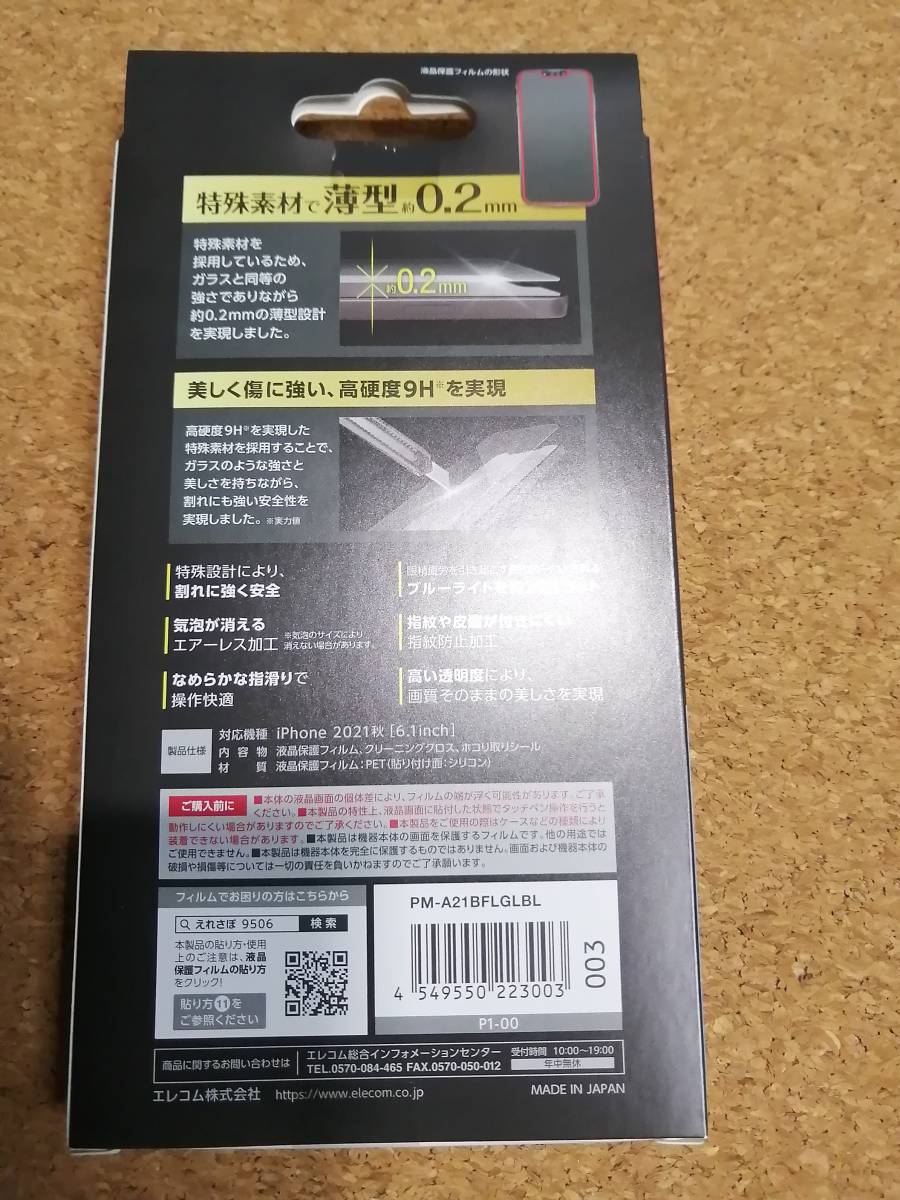 液晶保護フィルムの形状
特殊素材で薄型約0.2mm
特殊素材を
採用しているため、
ガラスと同等の
強さでありながら
約0.2mmの薄型設計
を実現しました。
約0.2mm
美しく傷に強い、高硬度9H※を実現
高硬度9H※を実現した
特殊素材を採用することで、
ガラスのような強さと
美しさを持ちながら、
割れにも強い安全性を
実現しました。※実力値
特殊設計により、
割れに強く安全
気泡が消える
エアーレス加工 ※気泡のサイズにより
消えない場合があります。
なめらかな指滑りで
操作快適
眼精疲労を引き起こす
ブルーライトを
指紋や皮脂が付きにくい
指紋防止加工
高い透明度により、
画質そのままの美しさを実現
製品仕様
対応機種 iPhone 2021秋 [6.1inch]
内容物 液晶保護フィルム、クリーニングクロス、ホコリ取りシール
材質 液晶保護フィルム:PET(貼り付け面:シリコン)
ご購入前に ■本体の液晶画面の個体差により、フィルムの端が浮く可能性があります。ご了承
ください。■本製品の特性上、液晶画面に貼付した状態でタッチペン操作を行うと
動作しにくい場合がありますのでご了承ください。■本製品をご使用の際はケースなどの種類により
装着できない場合があります。■本製品は機器本体の画面を保護するフィルムです。他の用途では
ご使用できません。■本製品は機器本体を完全に保護するものではありません。画面および機器本体の
破損や損傷等については一切の責任を負いかねますのでご了承願います。
フィルムでお困りの方はこちらから
えれさぽ 9506 検索
本製品の貼り方・使用
上のご注意は、液晶
保護フィルムの貼り方
をクリック!
貼り方⑪を
ご参照ください
PM-A21BFLGLBL
4 549550 223003
003
P1-00
商品に関するお問い合わせは
エレコム総合インフォメーションセンター
TEL.0570-084-465 FAX.0570-050-012
受付時間 10:00～19:00
年中無休
エレコム株式会社 https://www.elecom.co.jp
MADE IN JAPAN